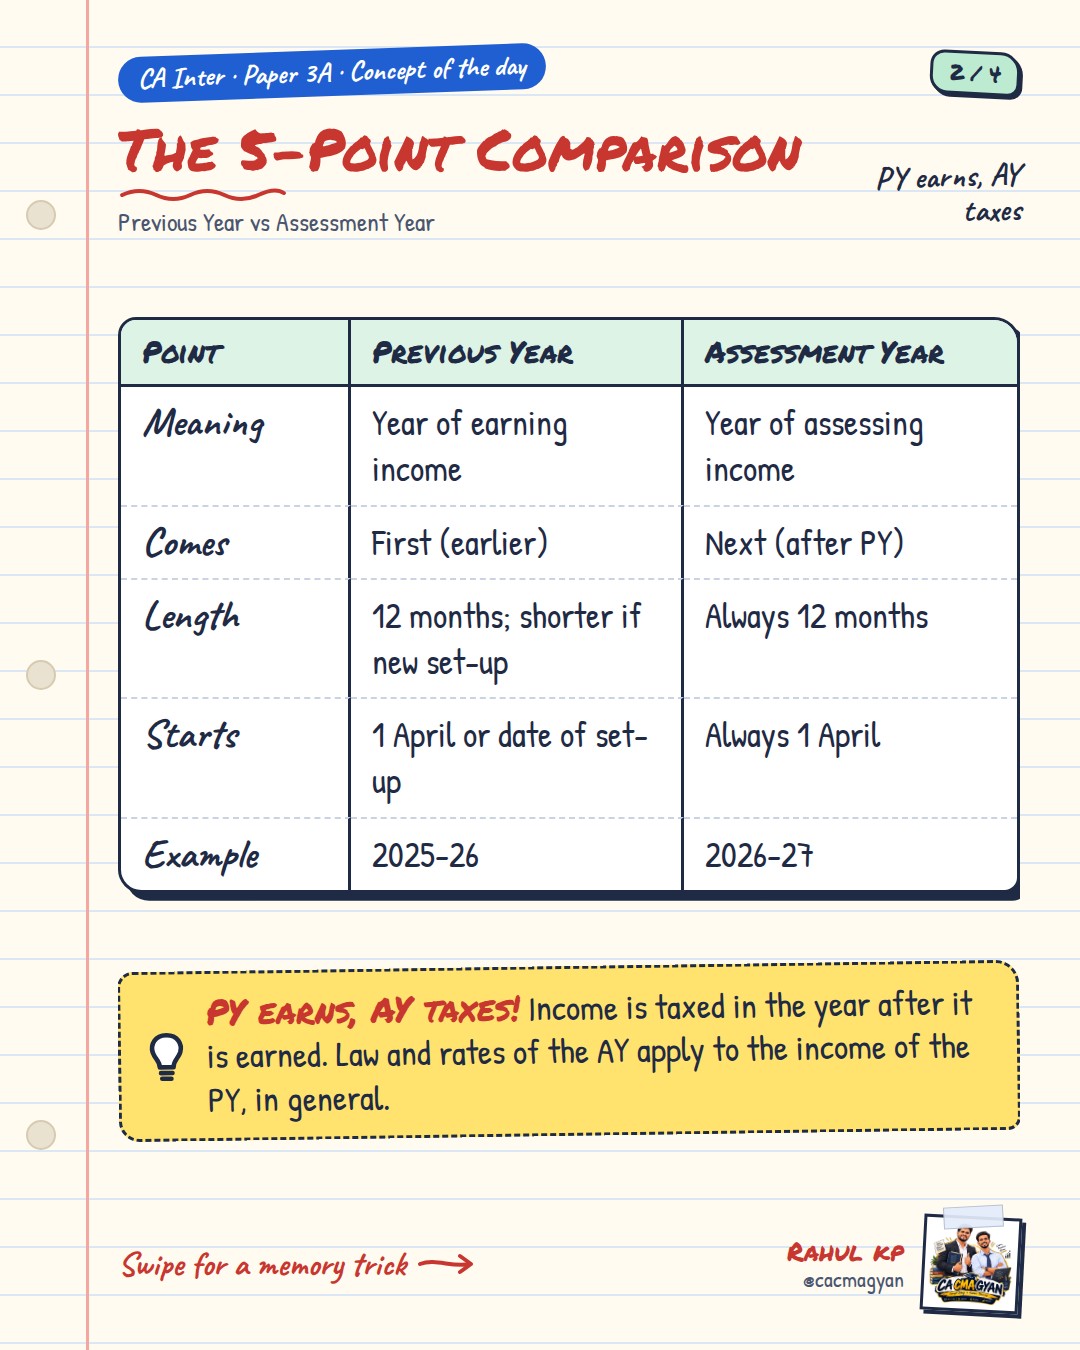 CA Inter · Paper 3A · Concept of the day
2/4
The 5-Point Comparison
PY earns, AY
taxes
Previous Year vs Assessment Year
Point
Previous Year
Assessment Year
Meaning
Year of earning
income
Year of assessing
income
Comes
First (earlier)
Next (after PY)
Length
12 months; shorter if
new set-up
Always 12 months
Starts
1 April or date of set-
up
Always 1 April
Example
2025-26
2026-27
PY earns, AY taxes! Income is taxed in the year after it
is earned. Law and rates of the AY apply to the income of the
PY, in general.
Swipe for a memory trick
Rahul KP
@cacmagyan
CA CMA GYAN